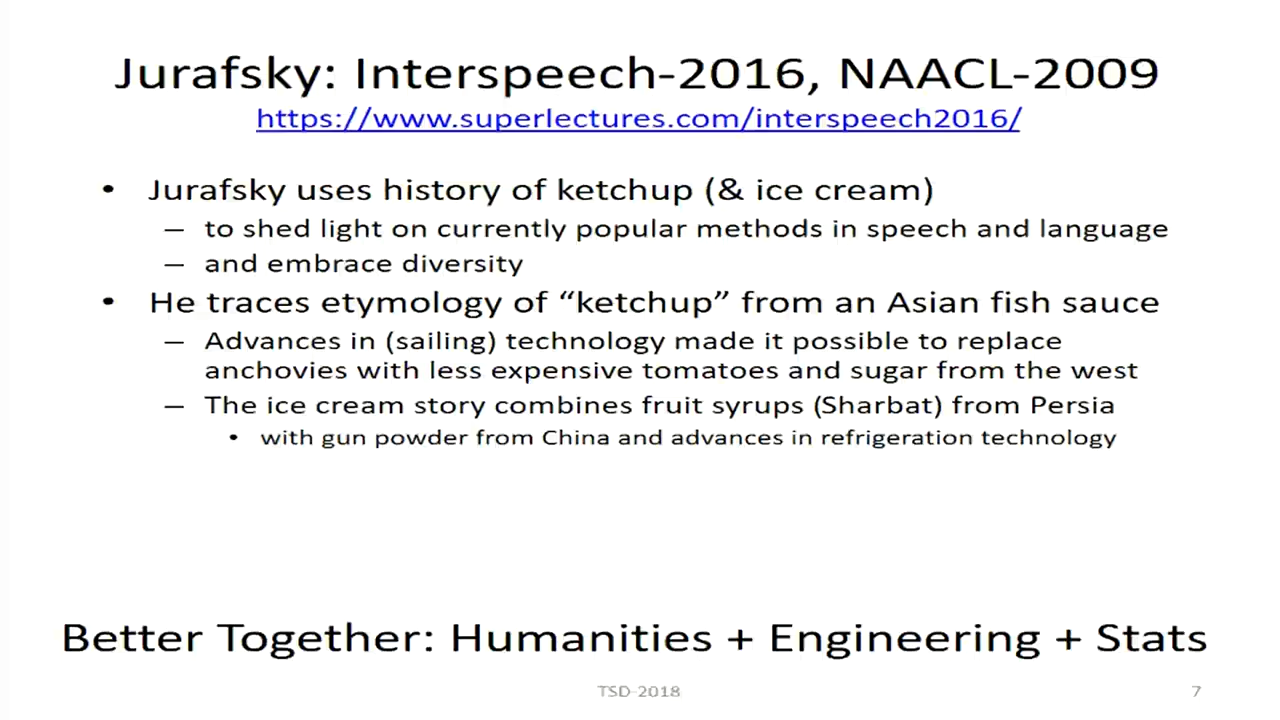 Jurafsky: Interspeech-2016, NAACL-2009
https://www.superlectures.com/interspeech2016/
• Jurafsky uses history of ketchup (& ice cream)
– to shed light on currently popular methods in speech and language
– and embrace diversity
• He traces etymology of “ketchup” from an Asian fish sauce
– Advances in (sailing) technology made it possible to replace
anchovies with less expensive tomatoes and sugar from the west
– The ice cream story combines fruit syrups (Sharbat) from Persia
• with gun powder from China and advances in refrigeration technology
Better Together: Humanities + Engineering + Stats
TSD-2018
7